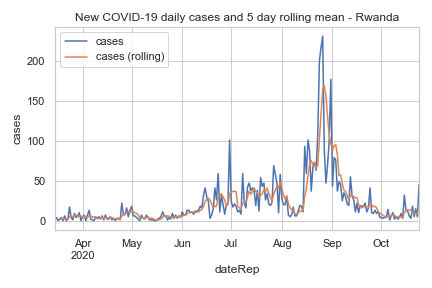 New COVID-19 daily cases and 5 day rolling mean - Rwanda
cases
cases (rolling)
200
150
100
50
0
cases
Apr May Jun Jul Aug Sep Oct
2020
dateRep